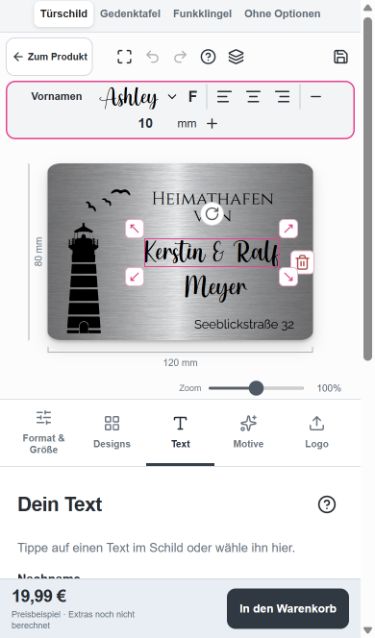 Türschild Gedenktafel Funkklingel Ohne Optionen
← Zum Produkt
Vornamen Ashley F
10 mm +
80 mm
Heimathafen
Kerstin & Ralf
Meyer
Seeblickstraße 32
120 mm
Zoom 100%
Format & Größe
Designs
Text
Motive
Logo
Dein Text
Tippe auf einen Text im Schild oder wähle ihn hier.
Nachname
19,99 €
Preisbeispiel · Extras noch nicht
berechnet
In den Warenkorb